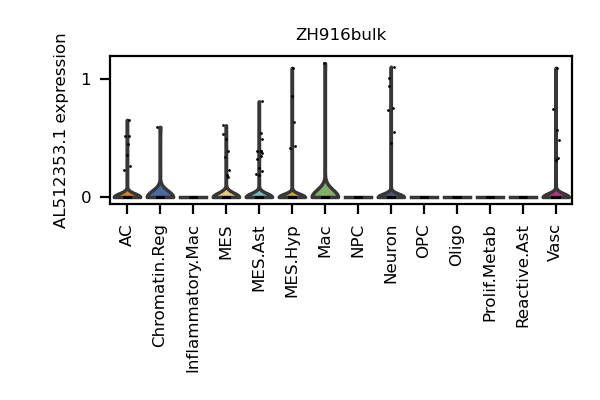 ZH916bulk
AL512353.1 expression
1
0
AC
Chromatin.Reg
Inflammatory.Mac
MES
MES.Ast
MES.Hyp
Mac
NPC
Neuron
OPC
Oligo
Prolif.Metab
Reactive.Ast
Vasc